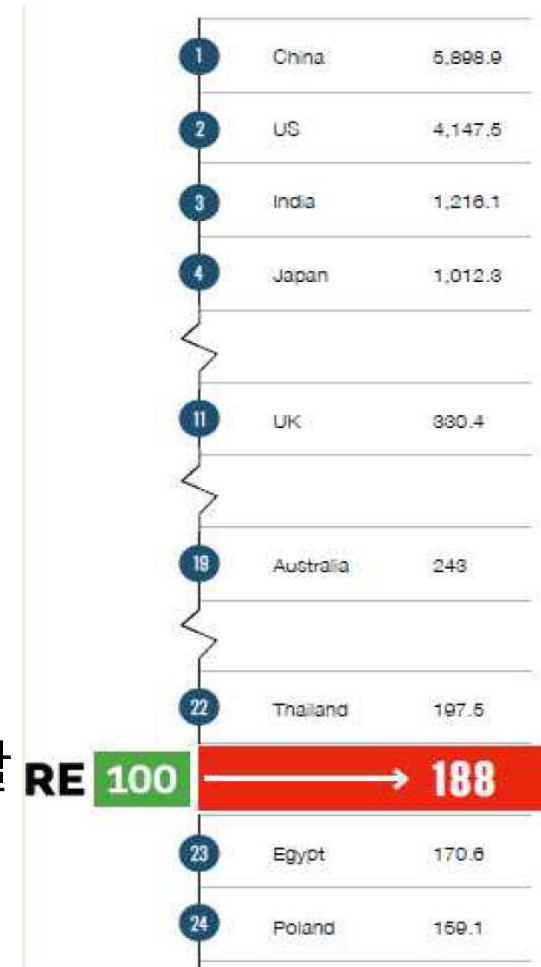 1 China 5,898.9
2 US 4,147.5
3 India 1,216.1
4 Japan 1,012.3
11 UK 330.4
19 Australia 243
22 Thailand 197.5
RE 100 → 188
23 Egypt 170.6
24 Poland 159.1